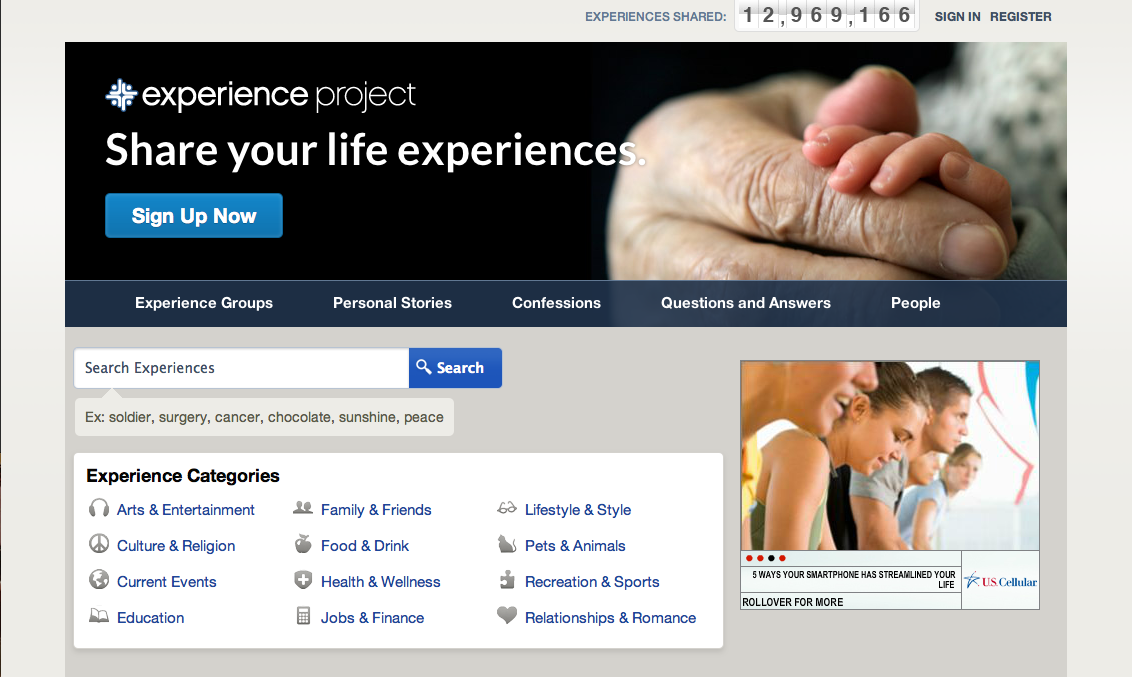 EXPERIENCES SHARED: 12,969,166 SIGN IN REGISTER
experience project
Share your life experiences.
Sign Up Now
Experience Groups Personal Stories Confessions Questions and Answers People
Search Experiences Search
Ex: soldier, surgery, cancer, chocolate, sunshine, peace
Experience Categories
Arts & Entertainment Family & Friends Lifestyle & Style
Culture & Religion Food & Drink Pets & Animals
Current Events Health & Wellness Recreation & Sports
Education Jobs & Finance Relationships & Romance
5 WAYS YOUR SMARTPHONE HAS STREAMLINED YOUR
LIFE
U.S. Cellular
ROLLOVER FOR MORE